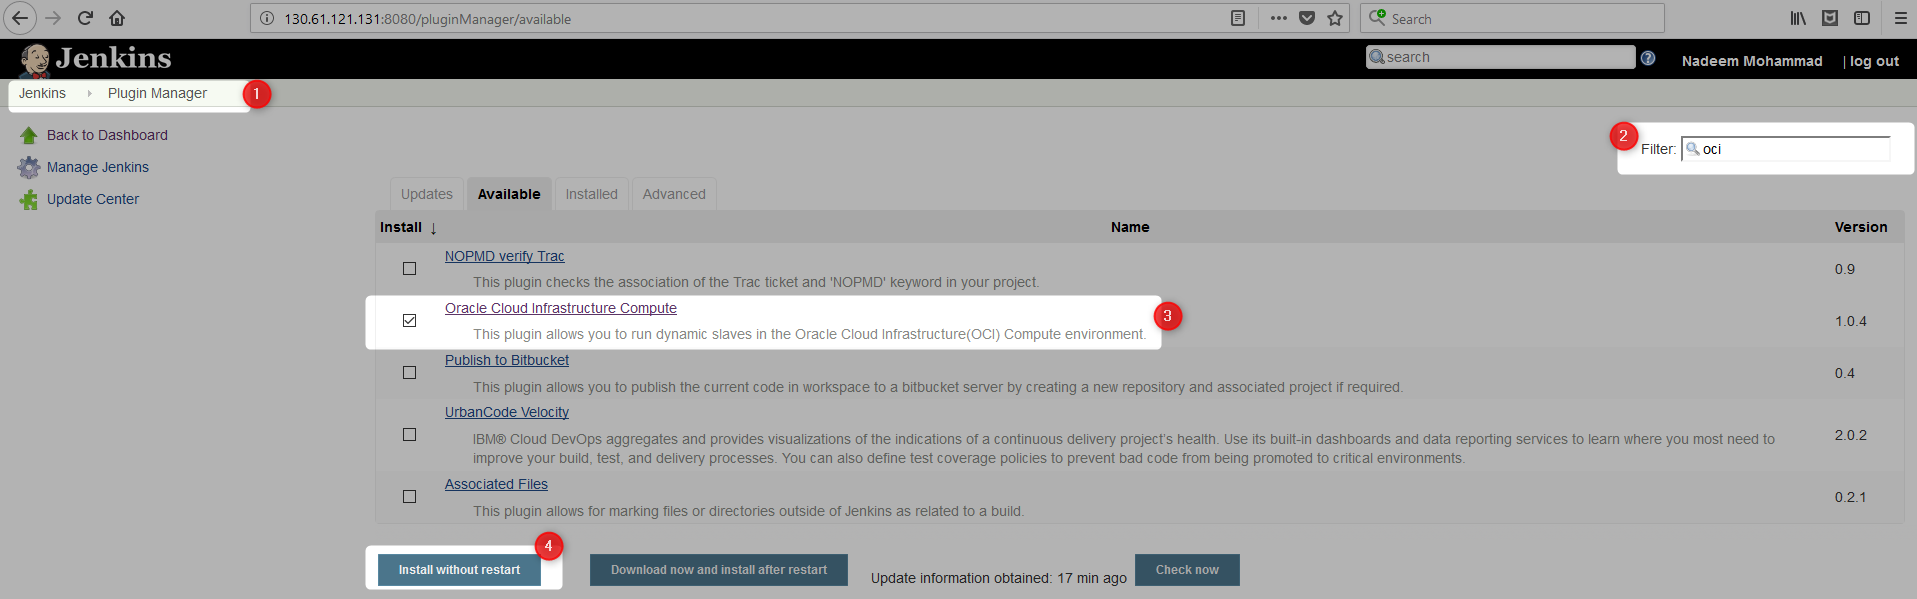 130.61.121.131:8080/pluginManager/available
Search
Jenkins
search
Nadeem Mohammad | log out
Jenkins Plugin Manager
1
Back to Dashboard
Manage Jenkins
Update Center
2
Filter: oci
Updates Available Installed Advanced
Install ↓ Name Version
NOPMD verify Trac
This plugin checks the association of the Trac ticket and 'NOPMD' keyword in your project.
0.9
Oracle Cloud Infrastructure Compute
This plugin allows you to run dynamic slaves in the Oracle Cloud Infrastructure(OCI) Compute environment.
3
1.0.4
Publish to Bitbucket
This plugin allows you to publish the current code in workspace to a bitbucket server by creating a new repository and associated project if required.
0.4
UrbanCode Velocity
IBM® Cloud DevOps aggregates and provides visualizations of the indications of a continuous delivery project's health. Use its built-in dashboards and data reporting services to learn where you most need to
improve your build, test, and delivery processes. You can also define test coverage policies to prevent bad code from being promoted to critical environments.
2.0.2
Associated Files
This plugin allows for marking files or directories outside of Jenkins as related to a build.
0.2.1
4
Install without restart
Download now and install after restart
Update information obtained: 17 min ago
Check now